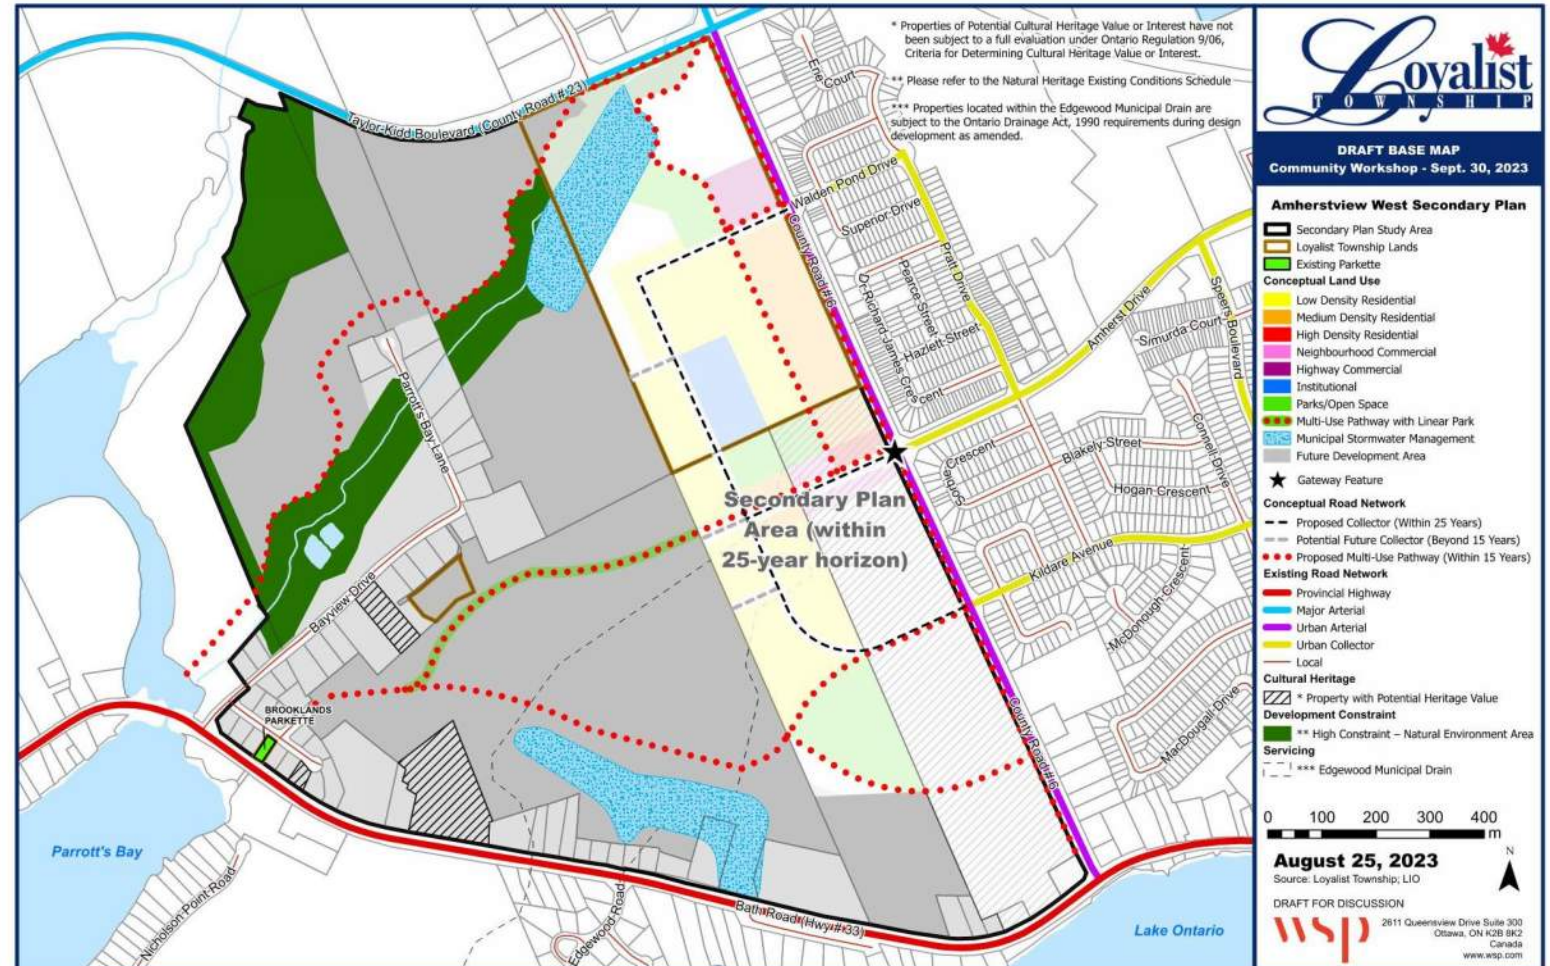 * Properties of Potential Cultural Heritage Value or Interest have not
been subject to a full evaluation under Ontario Regulation 9/06,
Criteria for Determining Cultural Heritage Value or Interest.
** Please refer to the Natural Heritage Existing Conditions Schedule
*** Properties located within the Edgewood Municipal Drain are
subject to the Ontario Drainage Act, 1990 requirements during design
development as amended.
Taylor-Kidd Boulevard (County Road # 23)
Ene Court
Walden Pond Drive
Superior Drive
County Road # 6
Pratt Drive
Pearce Street
Dr. Richard James Crescent
Hazlett Street
Amherst Drive
Simurda Court
Speers Boulevard
Parrott's Bay Lane
Crescent
Sorbie
Blakely Street
Connell Drive
Hogan Crescent
Secondary Plan
Area (within
25-year horizon)
Kildare Avenue
McDonough Crescent
Bayview Drive
BROOKLANDS
PARKETTE
County Road # 6
MacDougall Drive
Parrott's Bay
Nicholson Point Road
Edgewood Road
Bath Road (Hwy # 33)
Lake Ontario
Loyalist
TOWNSHIP
DRAFT BASE MAP
Community Workshop - Sept. 30, 2023
Amherstview West Secondary Plan
Secondary Plan Study Area
Loyalist Township Lands
Existing Parkette
Conceptual Land Use
Low Density Residential
Medium Density Residential
High Density Residential
Neighbourhood Commercial
Highway Commercial
Institutional
Parks/Open Space
Multi-Use Pathway with Linear Park
Municipal Stormwater Management
Future Development Area
Gateway Feature
Conceptual Road Network
Proposed Collector (Within 25 Years)
Potential Future Collector (Beyond 15 Years)
Proposed Multi-Use Pathway (Within 15 Years)
Existing Road Network
Provincial Highway
Major Arterial
Urban Arterial
Urban Collector
Local
Cultural Heritage
* Property with Potential Heritage Value
Development Constraint
** High Constraint – Natural Environment Area
Servicing
*** Edgewood Municipal Drain
0 100 200 300 400
m
August 25, 2023
Source: Loyalist Township; LIO
N
DRAFT FOR DISCUSSION
wsp
2611 Queensview Drive Suite 300
Ottawa, ON K2B 8K2
Canada
www.wsp.com